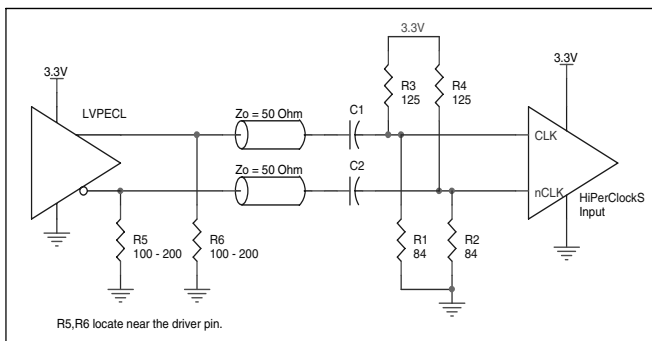 3.3V
3.3V
3.3V
R3
125
R4
125
LVPECL
Zo = 50 Ohm
C1
CLK
Zo = 50 Ohm
C2
nCLK
HiPerClockS
Input
R5
100 - 200
R6
100 - 200
R1
84
R2
84
R5,R6 locate near the driver pin.